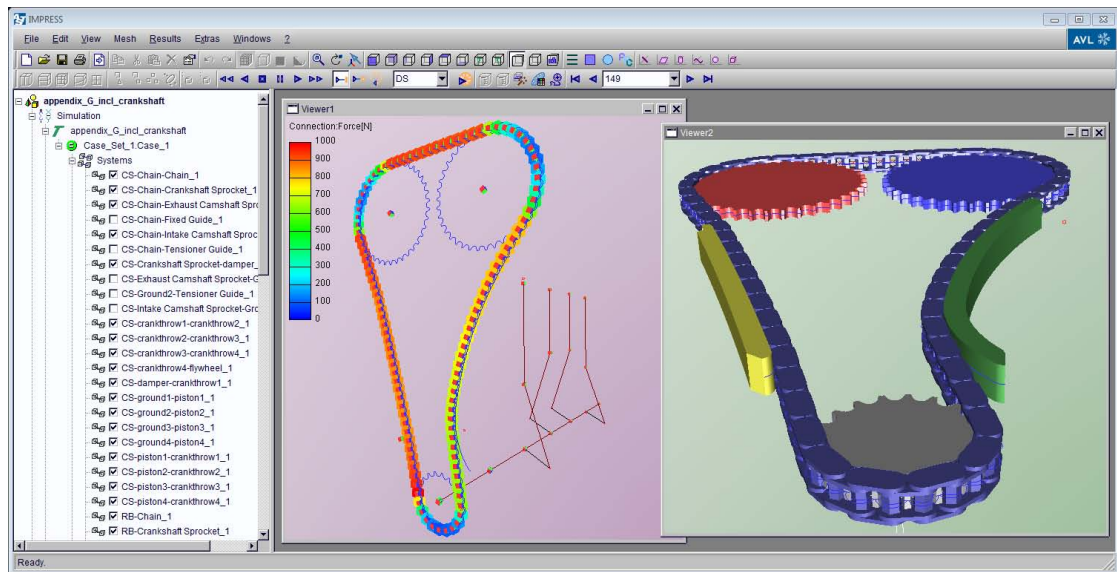 IMPRESS
File Edit View Mesh Results Extras Windows ?
AVL
DS
149
appendix_G_incl_crankshaft
Simulation
appendix_G_incl_crankshaft
Case_Set_1.Case_1
Systems
CS-Chain-Chain_1
CS-Chain-Crankshaft Sprocket_1
CS-Chain-Exhaust Camshaft Spr
CS-Chain-Fixed Guide_1
CS-Chain-Intake Camshaft Sproc
CS-Chain-Tensioner Guide_1
CS-Crankshaft Sprocket-damper_
CS-Exhaust Camshaft Sprocket-G
CS-Ground2-Tensioner Guide_1
CS-Intake Camshaft Sprocket-Gro
CS-crankthrow1-crankthrow2_1
CS-crankthrow2-crankthrow3_1
CS-crankthrow3-crankthrow4_1
CS-crankthrow4-flywheel_1
CS-damper-crankthrow1_1
CS-ground1-piston1_1
CS-ground2-piston2_1
CS-ground3-piston3_1
CS-ground4-piston4_1
CS-piston1-crankthrow1_1
CS-piston2-crankthrow2_1
CS-piston3-crankthrow3_1
CS-piston4-crankthrow4_1
RB-Chain_1
RB-Crankshaft Sprocket_1
Viewer1
Connection:Force[N]
1000
900
800
700
600
500
400
300
200
100
0
Viewer2
Ready.